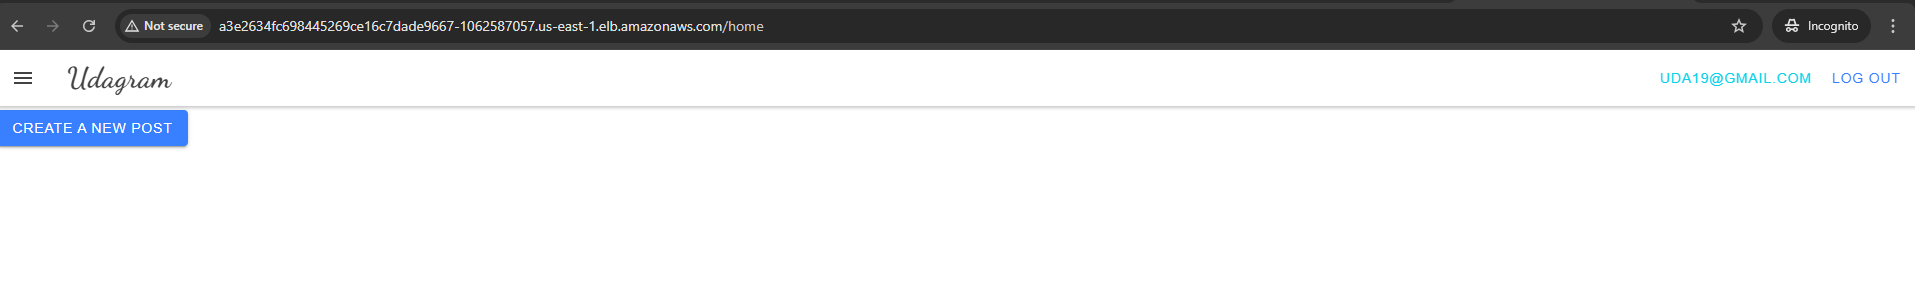 Not secure a3e2634fc698445269ce16c7dade9667-1062587057.us-east-1.elb.amazonaws.com/home Incognito
Udagram UDA19@GMAIL.COM LOG OUT
CREATE A NEW POST